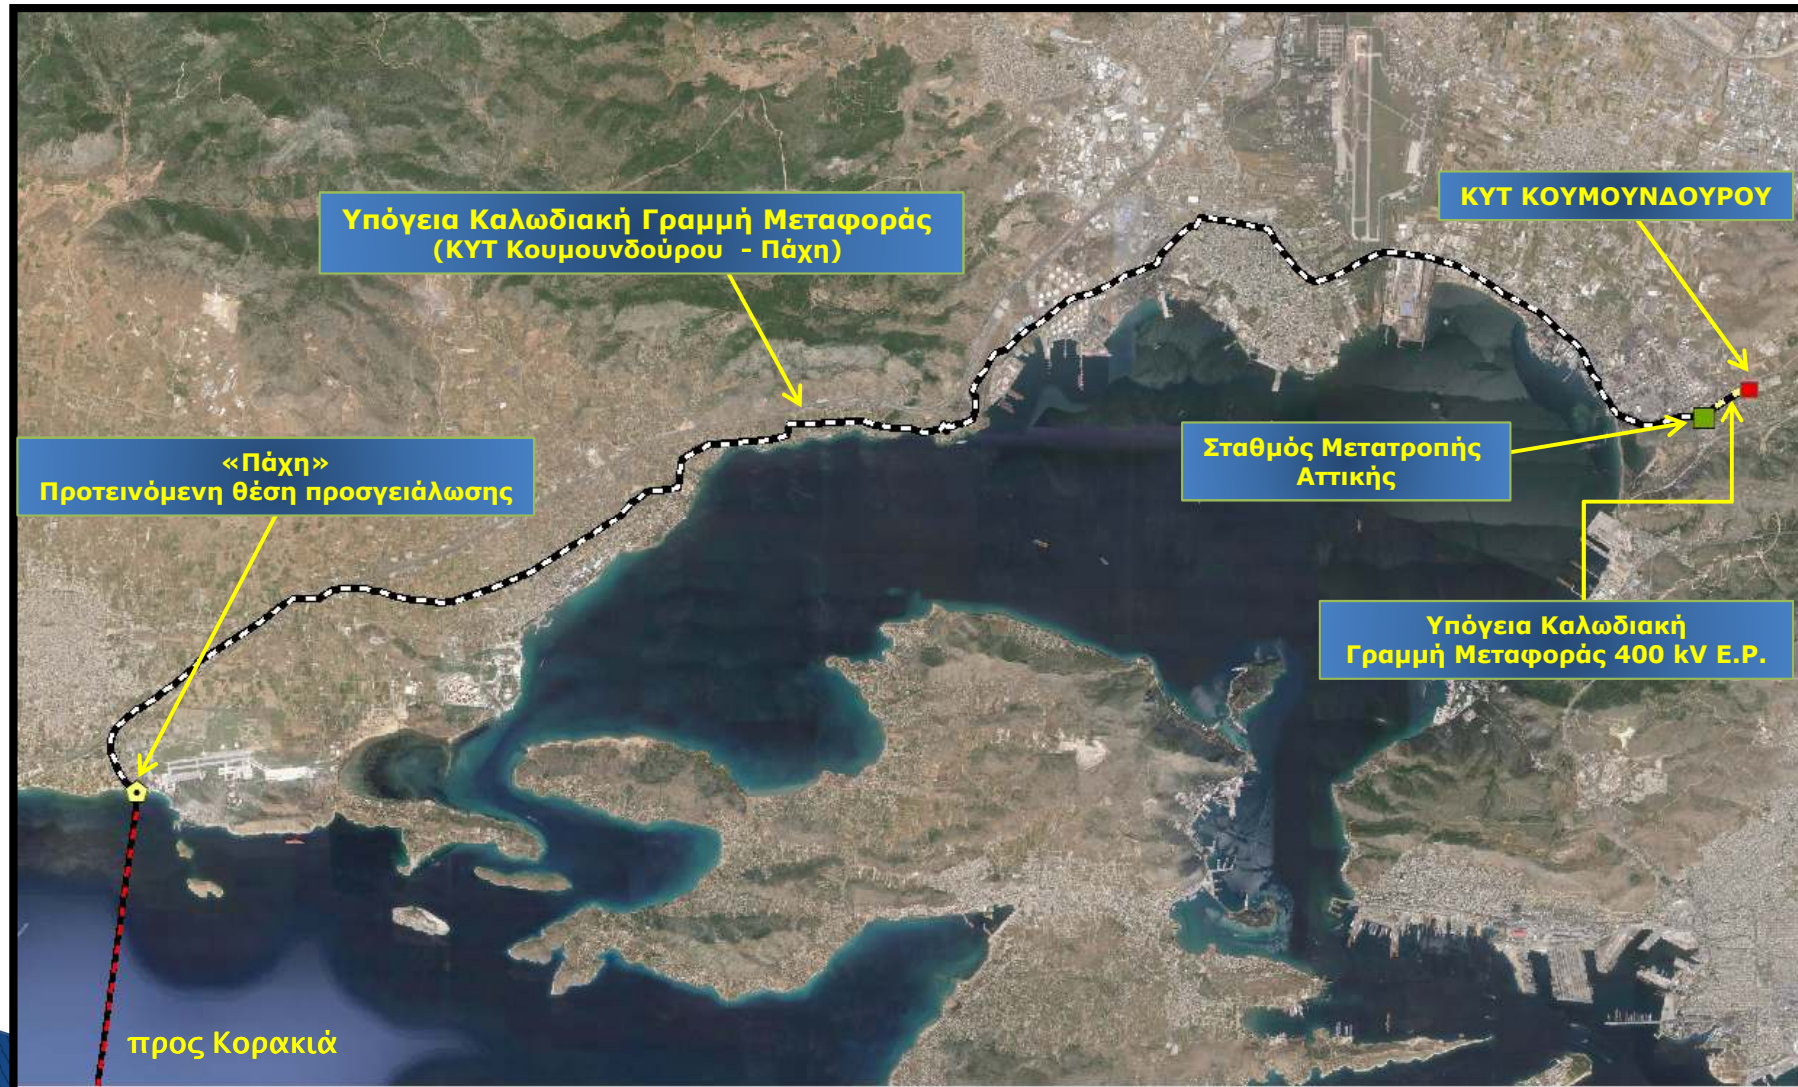 Υπόγεια Καλωδιακή Γραμμή Μεταφοράς
(ΚΥΤ Κουμουνδούρου - Πάχη)
ΚΥΤ ΚΟΥΜΟΥΝΔΟΥΡΟΥ
«Πάχη»
Προτεινόμενη θέση προσγειάλωσης
Σταθμός Μετατροπής
Αττικής
Υπόγεια Καλωδιακή
Γραμμή Μεταφοράς 400 kV Ε.Ρ.
προς Κορακιά